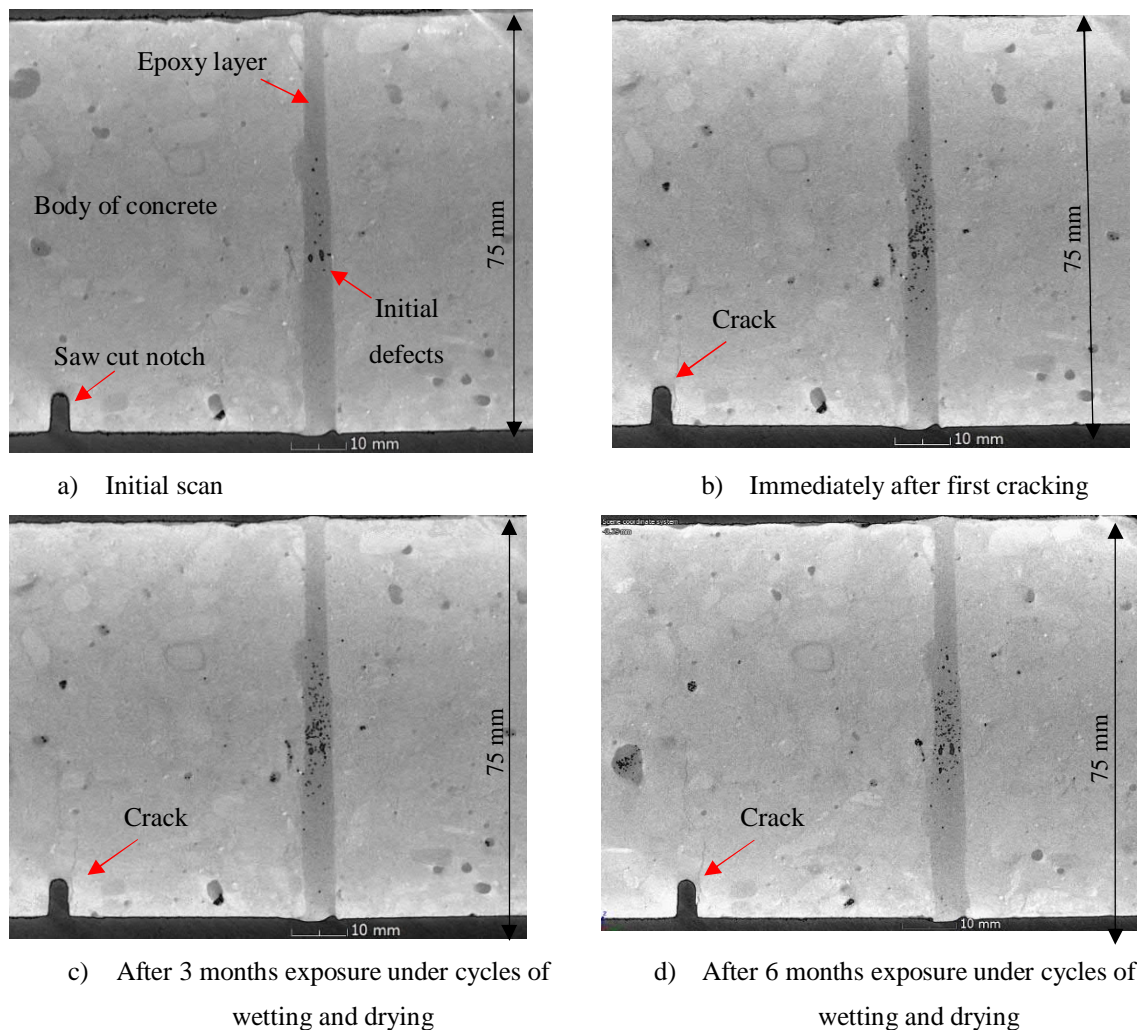 Epoxy layer
Body of concrete
75 mm
Initial
defects
Saw cut notch
10 mm
a) Initial scan
75 mm
Crack
10 mm
b) Immediately after first cracking
75 mm
Crack
10 mm
c) After 3 months exposure under cycles of
wetting and drying
Scene coordinate system
75 mm
Crack
10 mm
d) After 6 months exposure under cycles of
wetting and drying